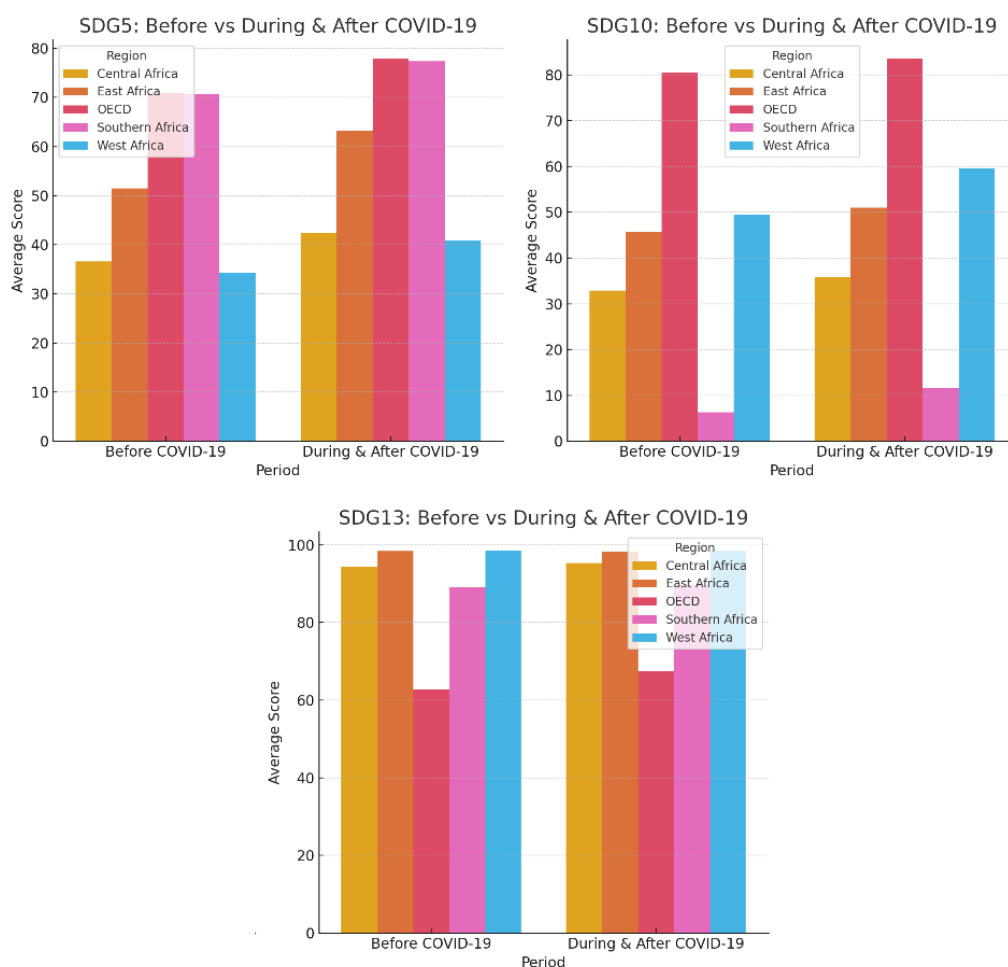 SDG5: Before vs During & After COVID-19
80
70
60
50
40
30
20
10
0
Average Score
Region
Central Africa
East Africa
OECD
Southern Africa
West Africa
Before COVID-19
During & After COVID-19
Period
SDG10: Before vs During & After COVID-19
80
70
60
50
40
30
20
10
0
Average Score
Region
Central Africa
East Africa
OECD
Southern Africa
West Africa
Before COVID-19
During & After COVID-19
Period
SDG13: Before vs During & After COVID-19
100
80
60
40
20
0
Average Score
Region
Central Africa
East Africa
OECD
Southern Africa
West Africa
Before COVID-19
During & After COVID-19
Period